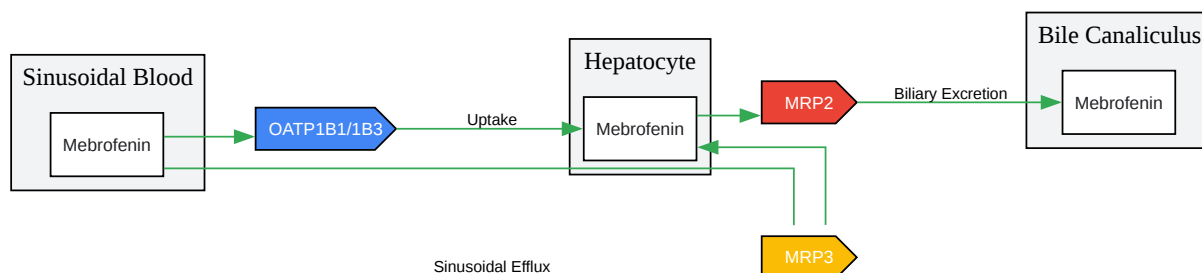 Sinusoidal Blood
Mebrofenin
OATP1B1/1B3
Uptake
Hepatocyte
Mebrofenin
MRP2
Biliary Excretion
Bile Canaliculus
Mebrofenin
MRP3
Sinusoidal Efflux